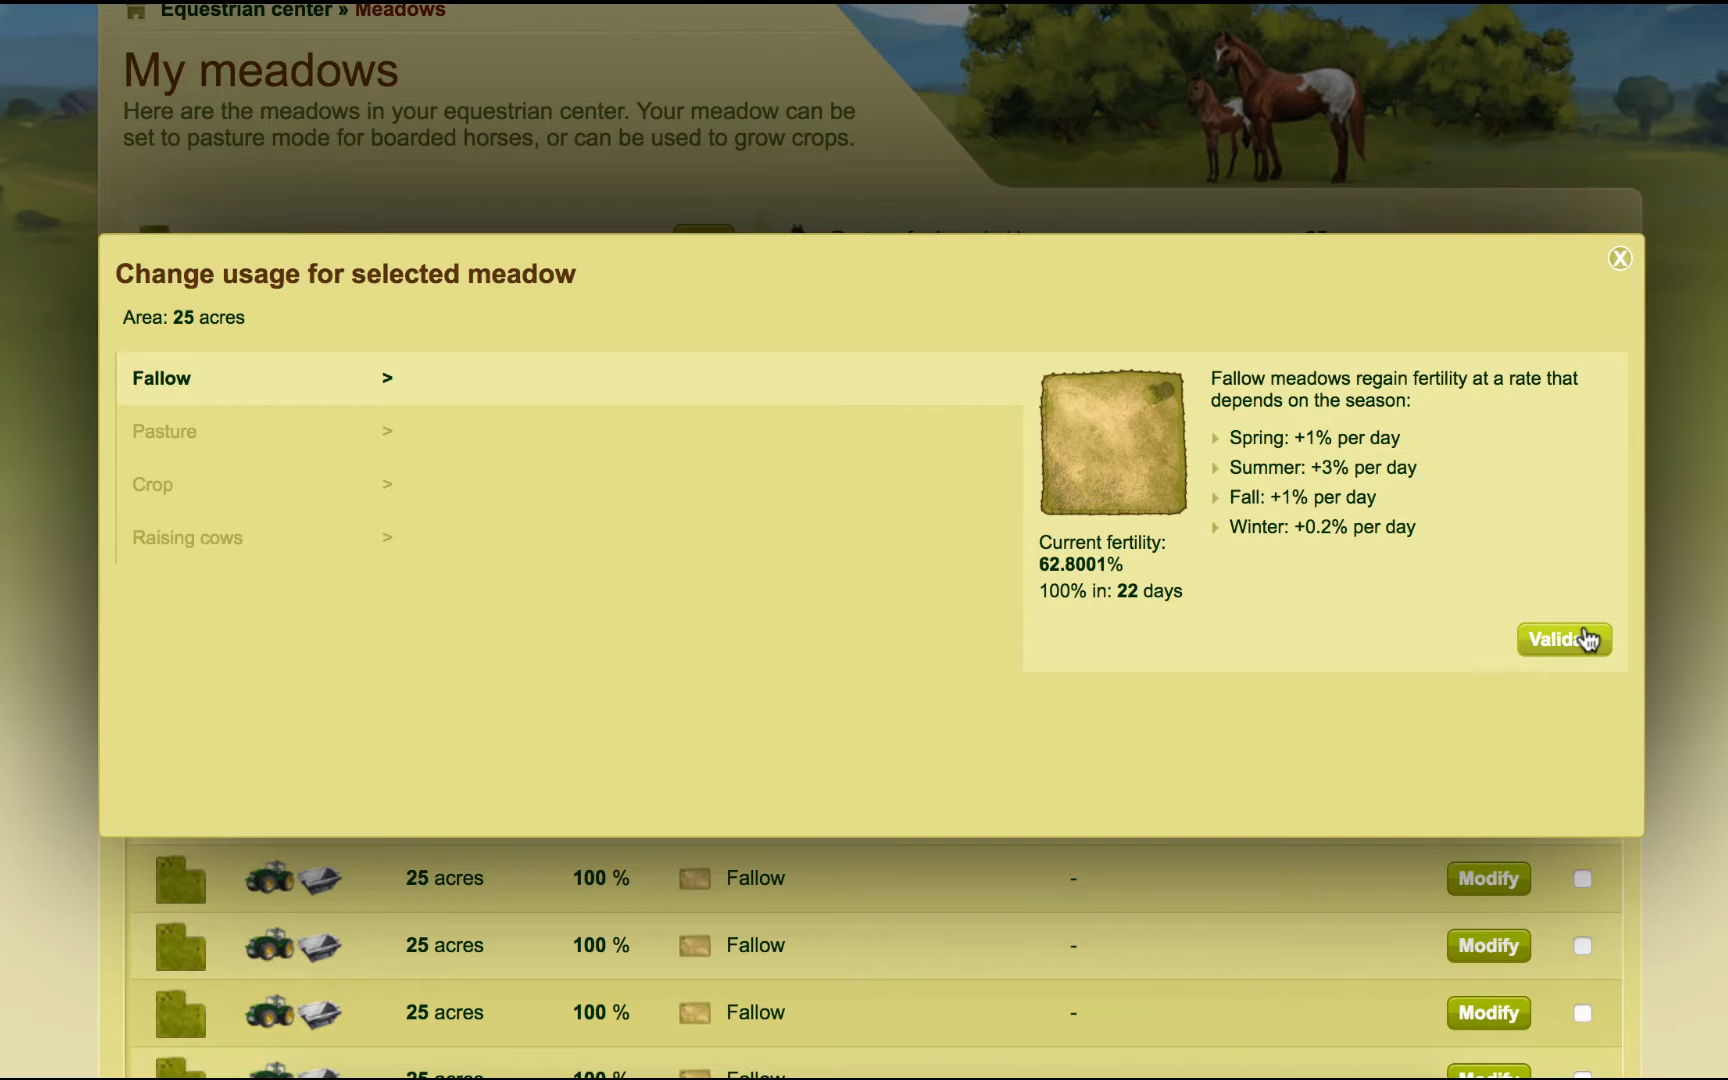 Equestrian center » Meadows
My meadows
Here are the meadows in your equestrian center. Your meadow can be
set to pasture mode for boarded horses, or can be used to grow crops.
Change usage for selected meadow
X
Area: 25 acres
Fallow >
Pasture >
Crop >
Raising cows >
Fallow meadows regain fertility at a rate that
depends on the season:
Spring: +1% per day
Summer: +3% per day
Fall: +1% per day
Winter: +0.2% per day
Current fertility:
62.8001%
100% in: 22 days
25 acres 100 % Fallow - Modify
25 acres 100 % Fallow - Modify
25 acres 100 % Fallow - Modify
25 acres 100 % Fallow Modify